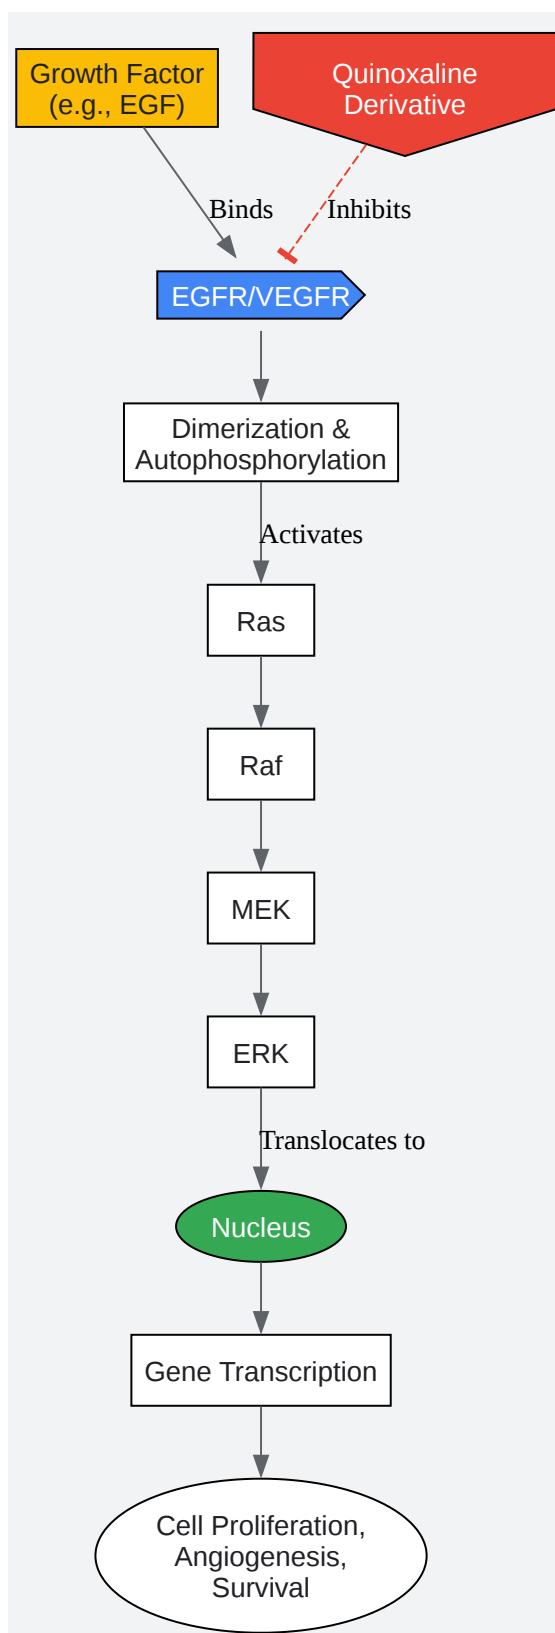 Growth Factor
(e.g., EGF)
Quinoxaline
Derivative
Binds
Inhibits
EGFR/VEGFR
Dimerization &
Autophosphorylation
Activates
Ras
Raf
MEK
ERK
Translocates to
Nucleus
Gene Transcription
Cell Proliferation,
Angiogenesis,
Survival